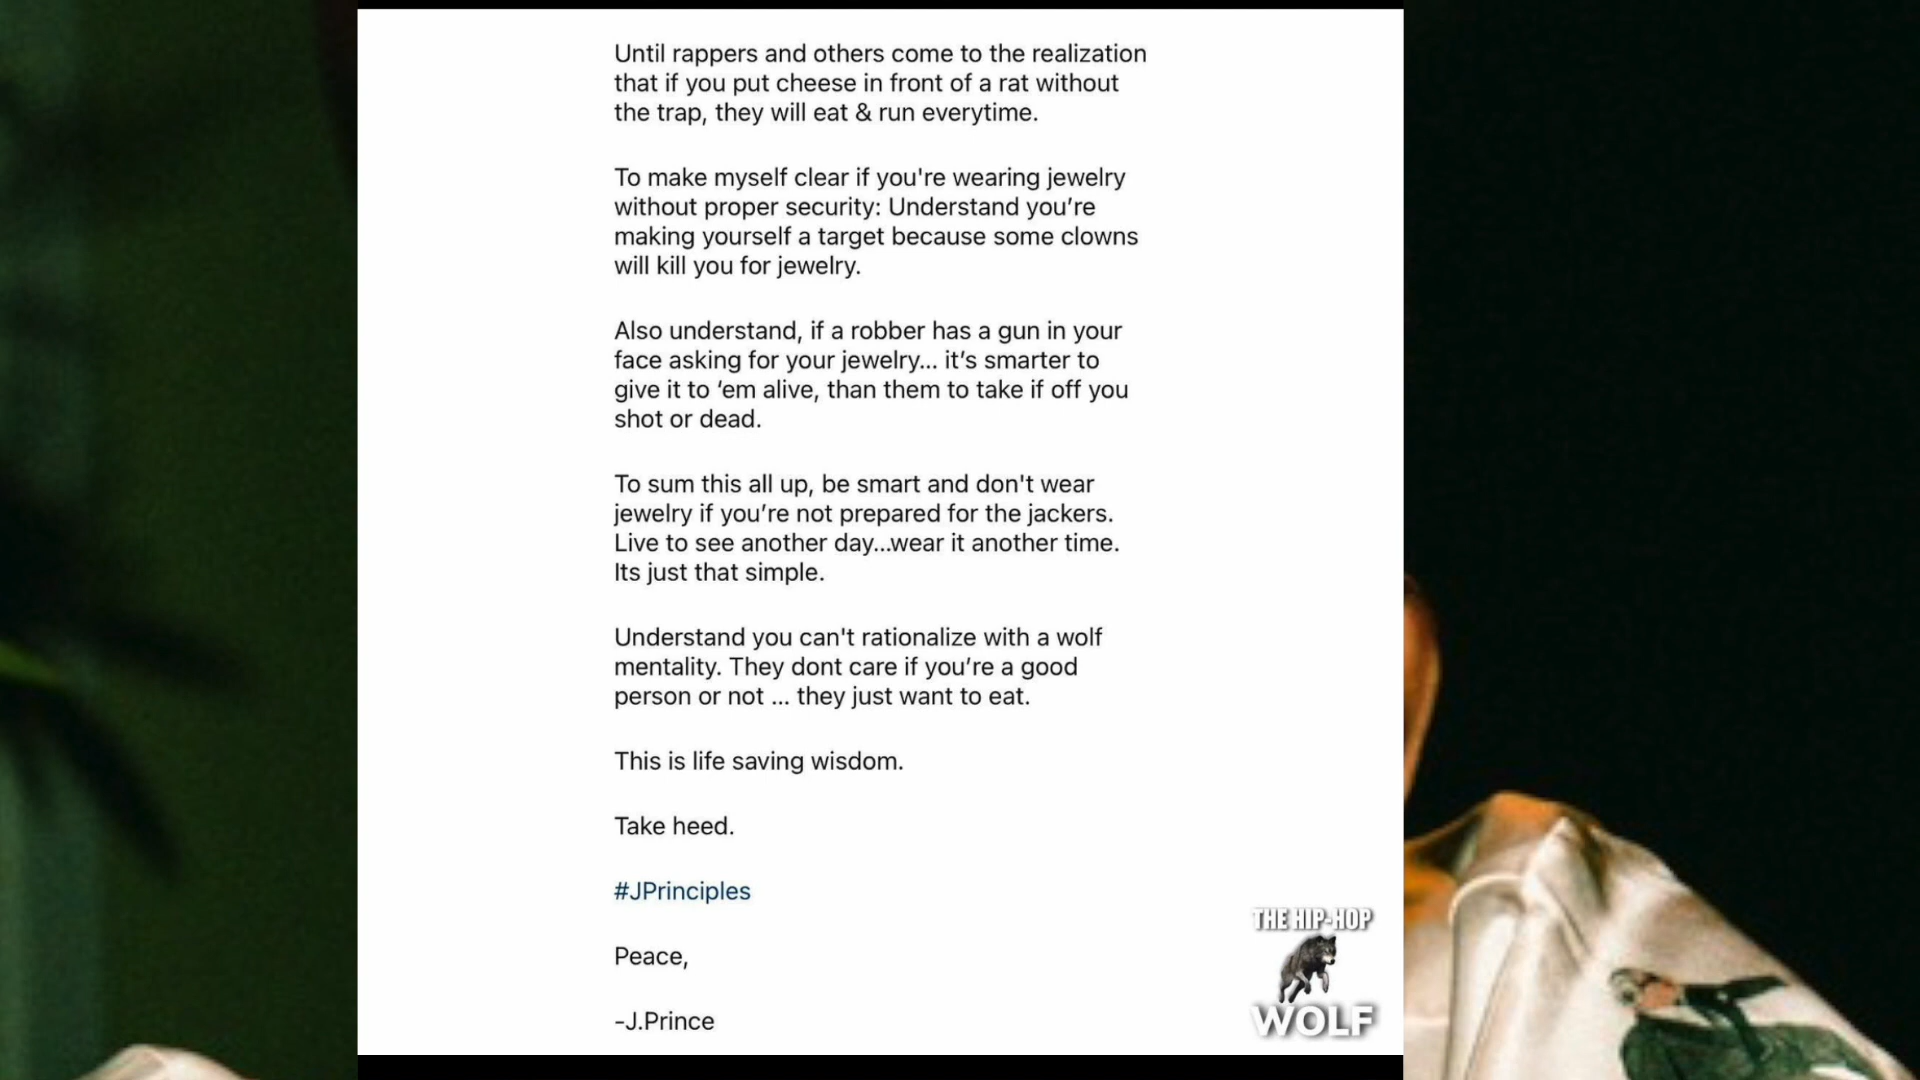 Until rappers and others come to the realization
that if you put cheese in front of a rat without
the trap, they will eat & run everytime.
To make myself clear if you're wearing jewelry
without proper security: Understand you’re
making yourself a target because some clowns
will kill you for jewelry.
Also understand, if a robber has a gun in your
face asking for your jewelry... it’s smarter to
give it to ‘em alive, than them to take if off you
shot or dead.
To sum this all up, be smart and don't wear
jewelry if you’re not prepared for the jackers.
Live to see another day...wear it another time.
Its just that simple.
Understand you can't rationalize with a wolf
mentality. They dont care if you’re a good
person or not ... they just want to eat.
This is life saving wisdom.
Take heed.
#JPrinciples
Peace,
-J.Prince
THE HIP-HOP
WOLF